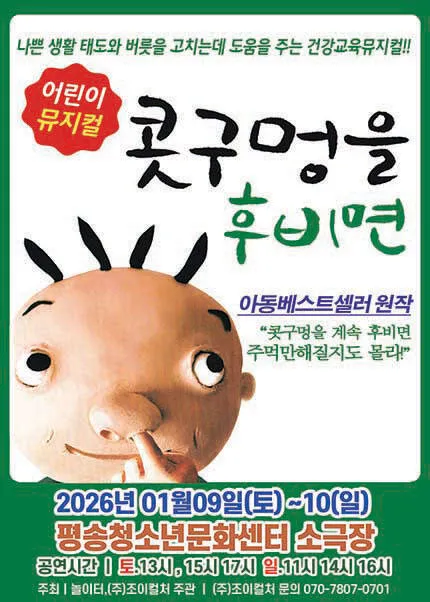 나쁜 생활 태도와 버릇을 고치는데 도움을 주는 건강교육뮤지컬!!
어린이
뮤지컬
콧구멍을
후비면
아동베스트셀러 원작
“콧구멍을 계속 후비면
주먹만해질지도 몰라!”
2026년 01월09일(토) ~10(일)
평송청소년문화센터 소극장
공연시간 | 토.13시, 15시 17시 일.11시 14시 16시
주최 | 놀이터,(주)조이컬처 주관 | (주)조이컬처 문의 070-7807-0701